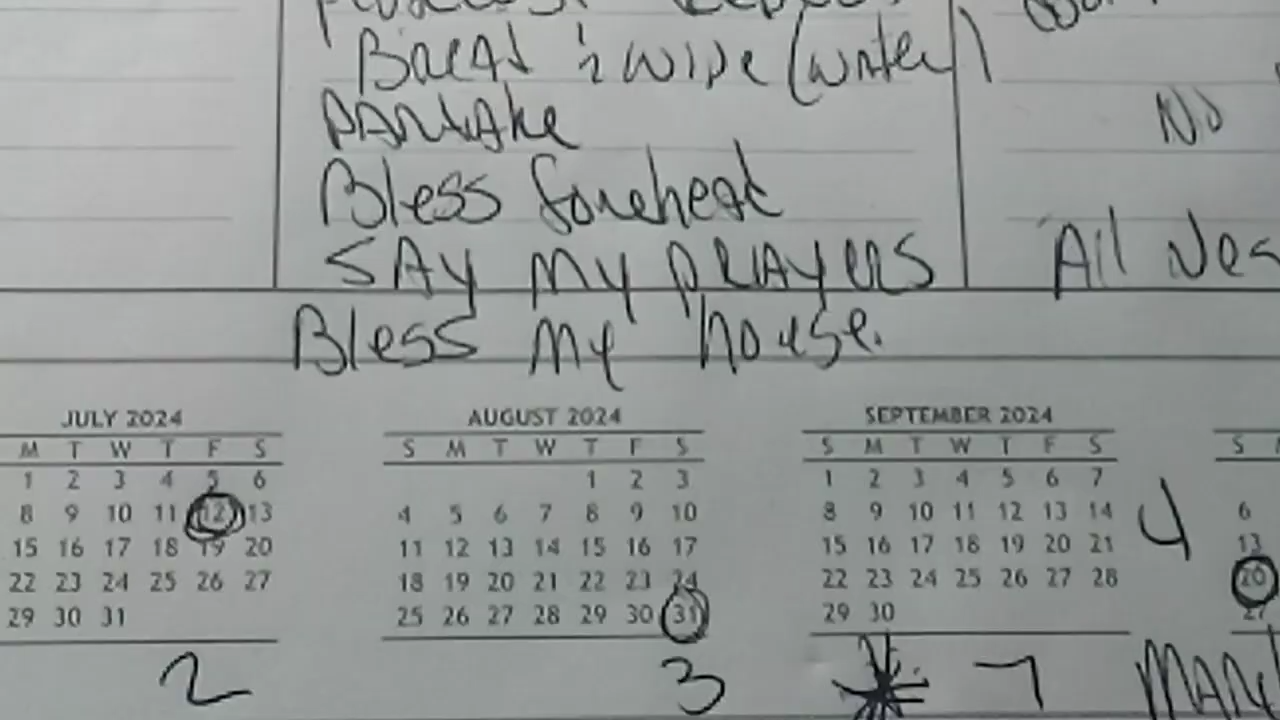 Bread & wine (water)
PARtAke
Bless forehead
SAY MY PRAYERS
Bless My house.
No
All
JULY 2024
M T W T F S
1 2 3 4 5 6
8 9 10 11 12 13
15 16 17 18 19 20
22 23 24 25 26 27
29 30 31
2
AUGUST 2024
S M T W T F S
1 2 3
4 5 6 7 8 9 10
11 12 13 14 15 16 17
18 19 20 21 22 23 24
25 26 27 28 29 30 31
3
SEPTEMBER 2024
S M T W T F S
1 2 3 4 5 6 7
8 9 10 11 12 13 14
15 16 17 18 19 20 21
22 23 24 25 26 27 28
29 30
7
4
S
6
13
20
27